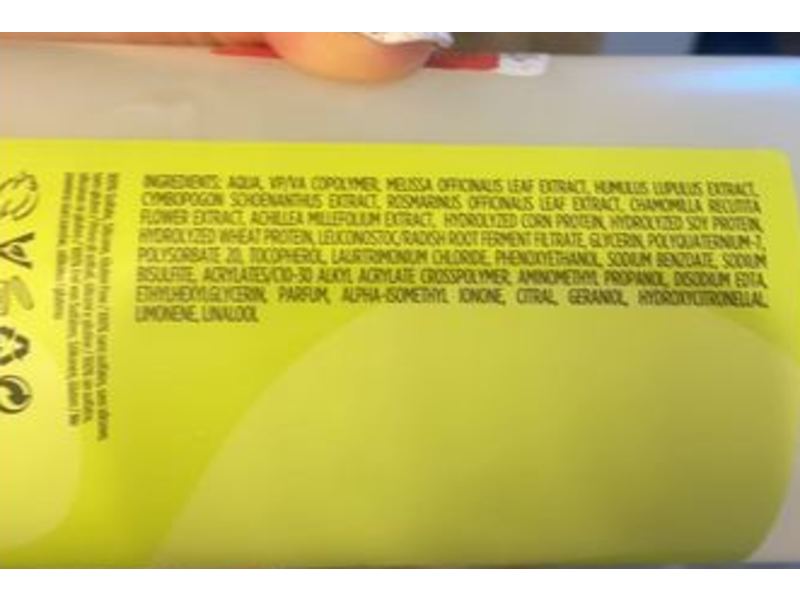 INGREDIENTS: AQUA, VP/VA COPOLYMER, MELISSA OFFICINALIS LEAF EXTRACT, HUMULUS LUPULUS EXTRACT,
CYMBOPOGON SCHOENANTHUS EXTRACT, ROSMARINUS OFFICINALIS LEAF EXTRACT, CHAMOMILLA RECUTITA
FLOWER EXTRACT, ACHILLEA MILLEFOLIUM EXTRACT, HYDROLYZED CORN PROTEIN, HYDROLYZED SOY PROTEIN,
HYDROLYZED WHEAT PROTEIN, LEUCONOSTOC/RADISH ROOT FERMENT FILTRATE, GLYCERIN, POLYQUATERNIUM-7,
POLYSORBATE 20, TOCOPHEROL, LAURTRIMONIUM CHLORIDE, PHENOXYETHANOL, SODIUM BENZOATE, SODIUM
BISULFITE, ACRYLATES/C10-30 ALKYL ACRYLATE CROSSPOLYMER, AMINOMETHYL PROPANOL, DISODIUM EDTA,
ETHYLHEXYLGLYCERIN, PARFUM, ALPHA-ISOMETHYL IONONE, CITRAL, GERANIOL, HYDROXYCITRONELLAL,
LIMONENE, LINALOOL